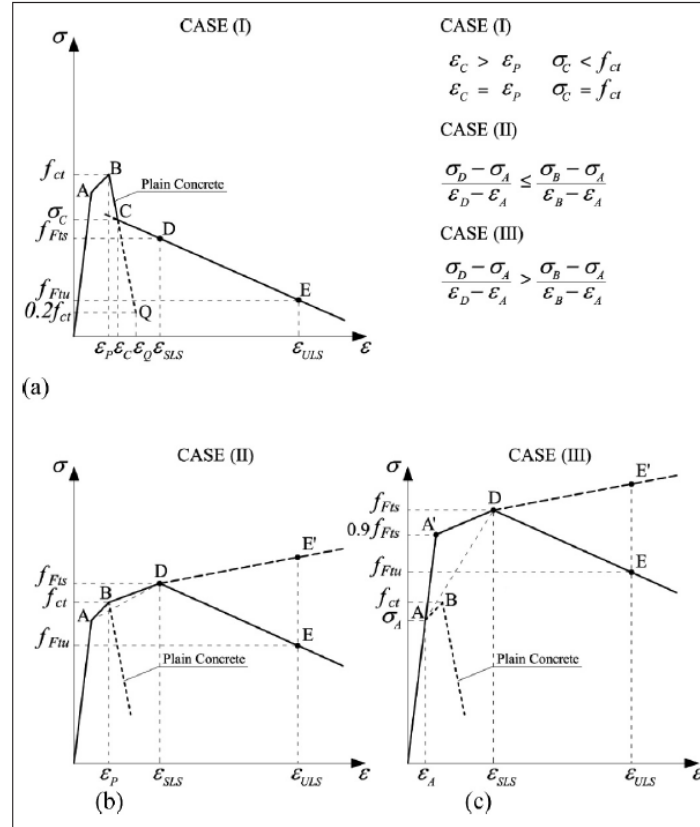 CASE (I)
σ
f_ct
A
B
Plain Concrete
σ_C
C
D
f_Fts
f_Ftu
E
0.2f_ct
Q
ε_P ε_C ε_Q ε_SLS ε_ULS ε
(a)
CASE (I)
ε_C > ε_P σ_C < f_ct
ε_C = ε_P σ_C = f_ct
CASE (II)
(σ_D − σ_A)/(ε_D − ε_A) ≤ (σ_B − σ_A)/(ε_B − ε_A)
CASE (III)
(σ_D − σ_A)/(ε_D − ε_A) > (σ_B − σ_A)/(ε_B − ε_A)
CASE (II)
σ
E'
f_Fts
D
f_ct
B
A
f_Ftu
E
Plain Concrete
ε_P ε_SLS ε_ULS ε
(b)
CASE (III)
σ
E'
f_Fts
D
0.9f_Fts
A'
f_Ftu
E
f_ct
B
σ_A
A
Plain Concrete
ε_A ε_SLS ε_ULS ε
(c)